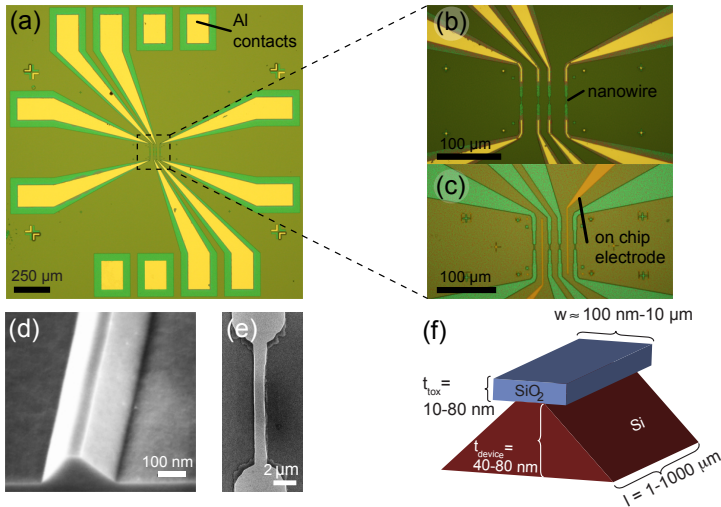 (a)
Al
contacts
250 µm
(b)
nanowire
100 µm
(c)
on chip
electrode
100 µm
(d)
100 nm
(e)
2 µm
(f)
w ≈ 100 nm-10 µm
t_tox=
10-80 nm
SiO2
Si
t_device=
40-80 nm
l = 1-1000 µm